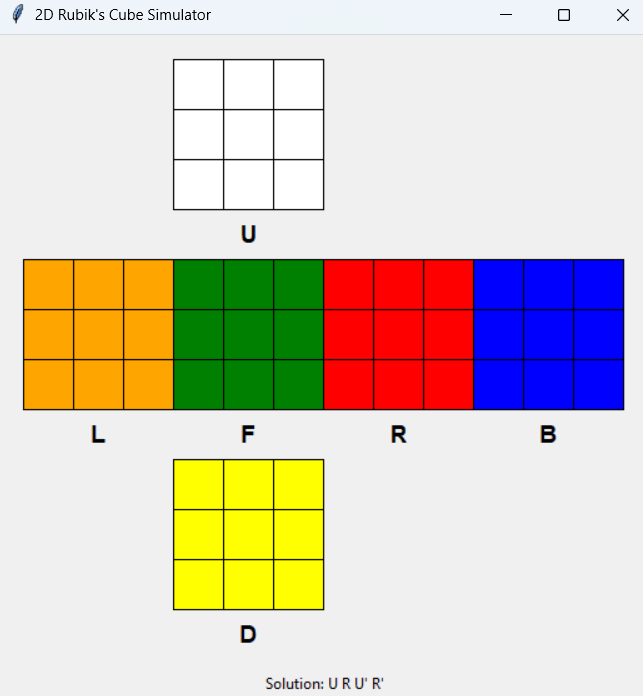 2D Rubik's Cube Simulator
U
L F R B
D
Solution: U R U' R'